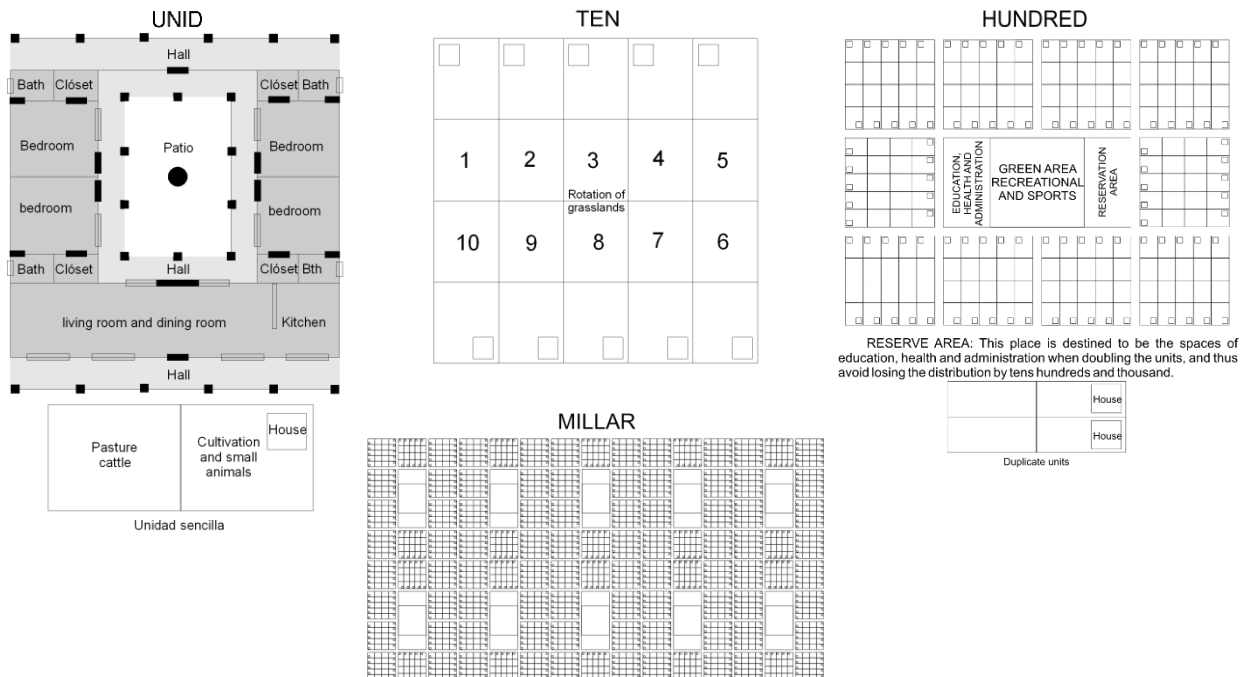 UNID
Hall
Bath Clóset
Clóset Bath
Bedroom
Patio
Bedroom
bedroom
bedroom
Bath Clóset
Hall
Clóset Bth
living room and dining room
Kitchen
Hall
Pasture
cattle
Cultivation
and small
animals
House
Unidad sencilla
TEN
1 2 3 4 5
Rotation of
grasslands
10 9 8 7 6
HUNDRED
EDUCATION,
HEALTH AND
ADMINISTRATION
GREEN AREA
RECREATIONAL
AND SPORTS
RESERVATION
AREA
RESERVE AREA: This place is destined to be the spaces of
education, health and administration when doubling the units, and thus
avoid losing the distribution by tens hundreds and thousand.
House
House
Duplicate units
MILLAR